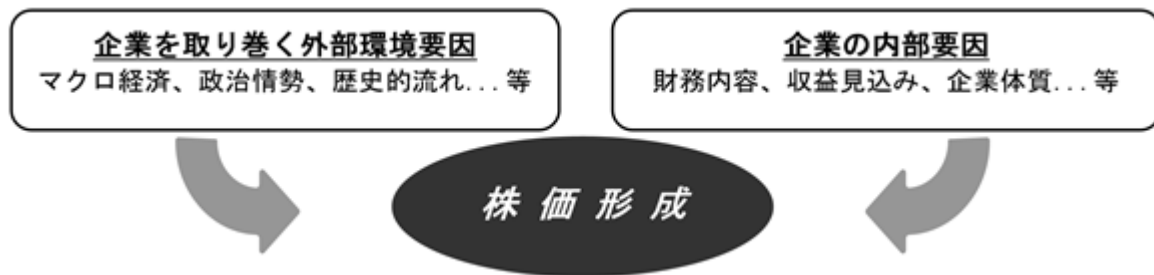 企業を取り巻く外部環境要因
マクロ経済、政治情勢、歴史的流れ...等
企業の内部要因
財務内容、収益見込み、企業体質...等
株価形成